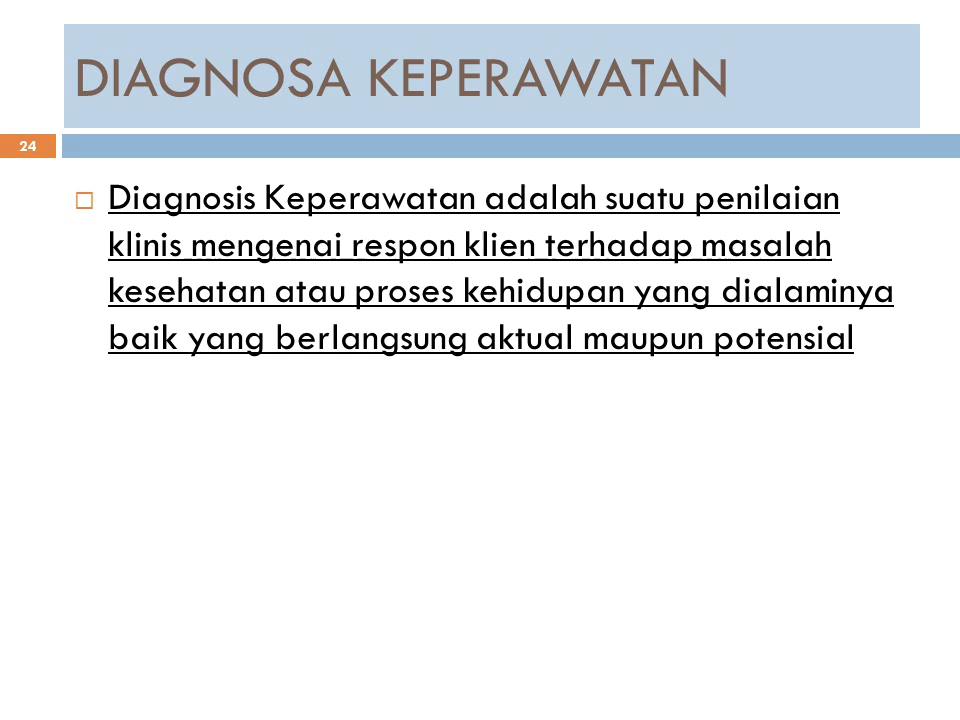 DIAGNOSA KEPERAWATAN
24
Diagnosis Keperawatan adalah suatu penilaian
klinis mengenai respon klien terhadap masalah
kesehatan atau proses kehidupan yang dialaminya
baik yang berlangsung aktual maupun potensial